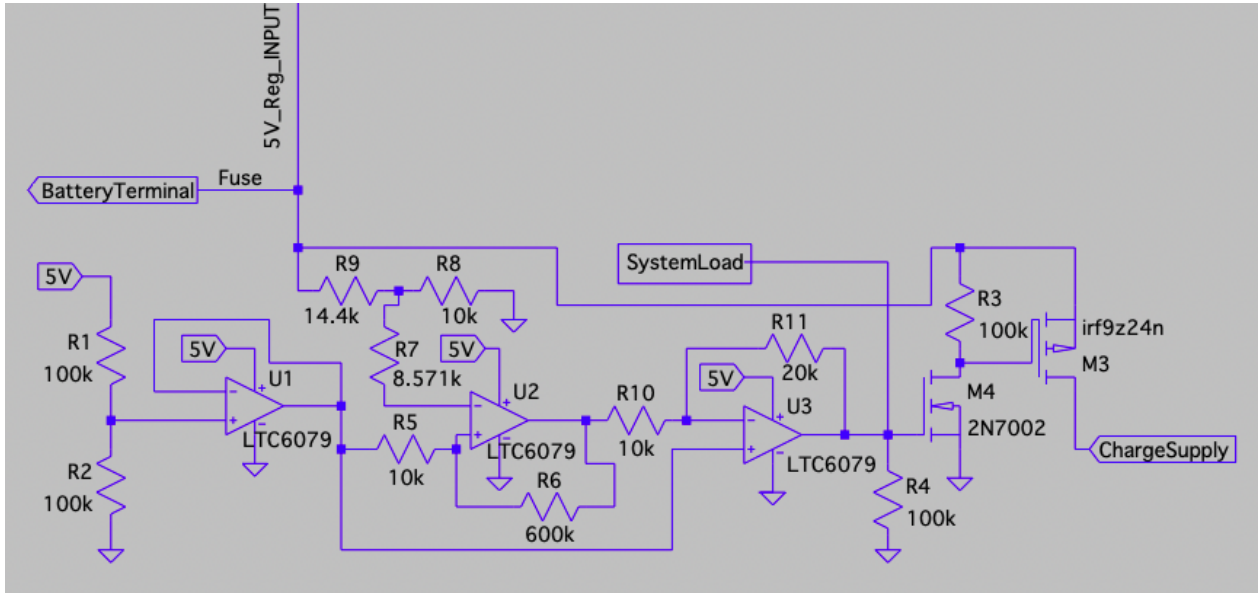 5V_Reg_INPUT
BatteryTerminal
Fuse
5V
R1
100k
R2
100k
5V
U1
LTC6079
R9
14.4k
R8
10k
R7
8.571k
5V
U2
LTC6079
R5
10k
R6
600k
R10
10k
R11
20k
5V
U3
LTC6079
SystemLoad
R4
100k
R3
100k
M4
2N7002
irf9z24n
M3
ChargeSupply